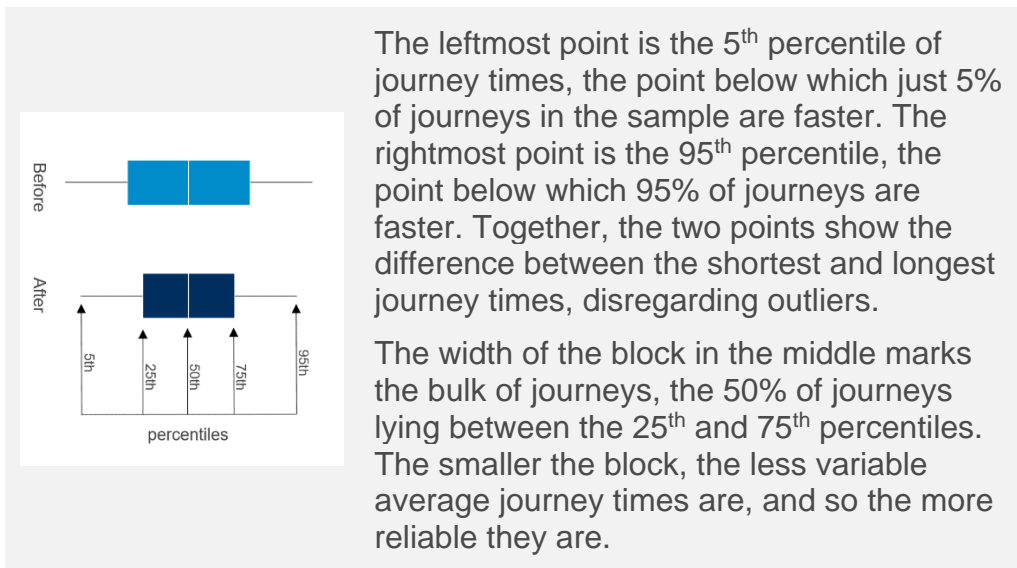 Before
After
5th
25th
50th
75th
95th
percentiles
The leftmost point is the 5th percentile of
journey times, the point below which just 5%
of journeys in the sample are faster. The
rightmost point is the 95th percentile, the
point below which 95% of journeys are
faster. Together, the two points show the
difference between the shortest and longest
journey times, disregarding outliers.
The width of the block in the middle marks
the bulk of journeys, the 50% of journeys
lying between the 25th and 75th percentiles.
The smaller the block, the less variable
average journey times are, and so the more
reliable they are.